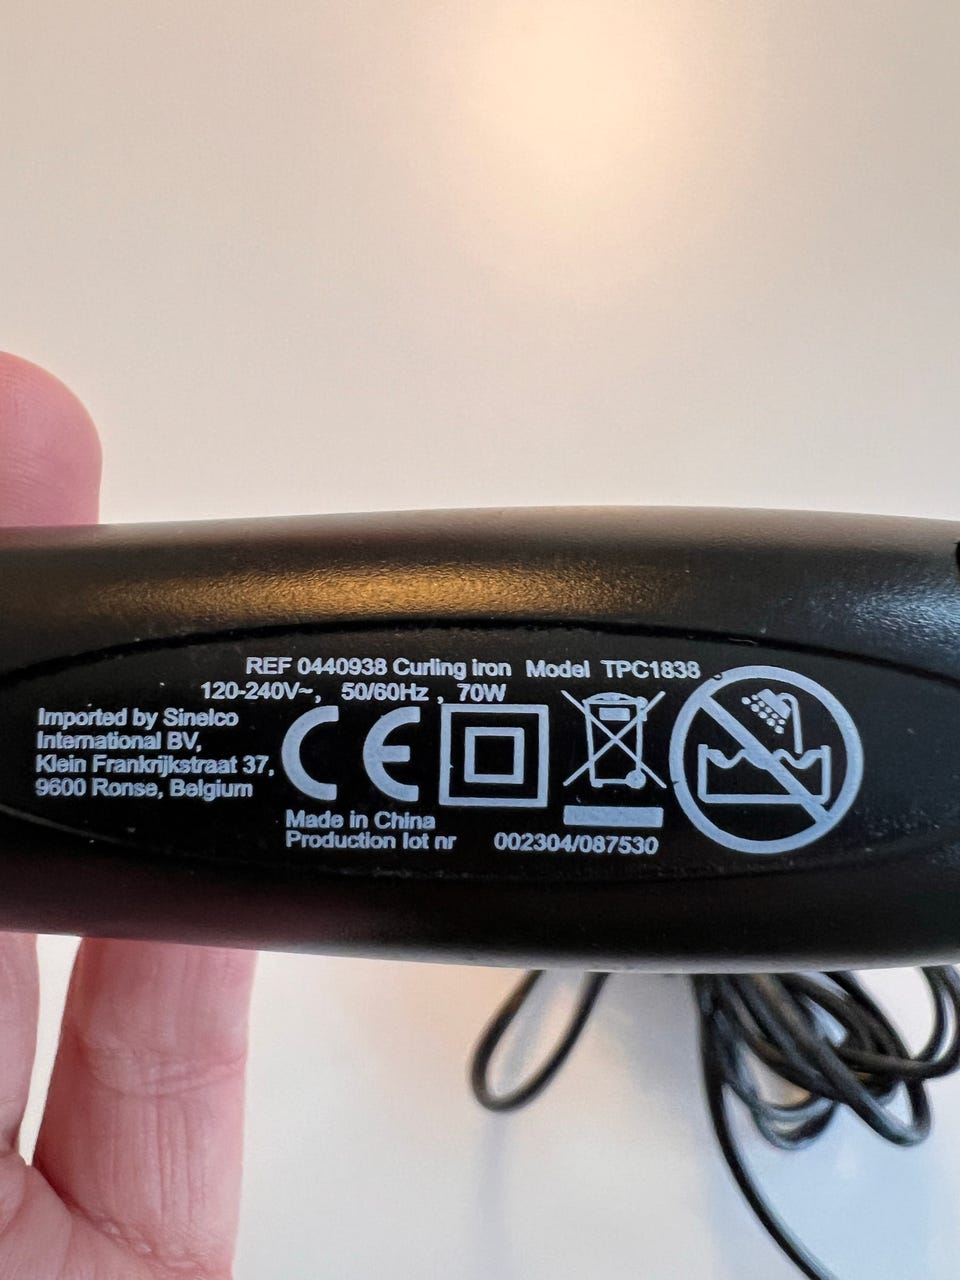 REF 0440938 Curling iron Model TPC1838
120-240V~, 50/60Hz , 70W
Imported by Sinelco
International BV,
Klein Frankrijkstraat 37,
9600 Ronse, Belgium
CE
Made in China
Production lot nr 002304/087530